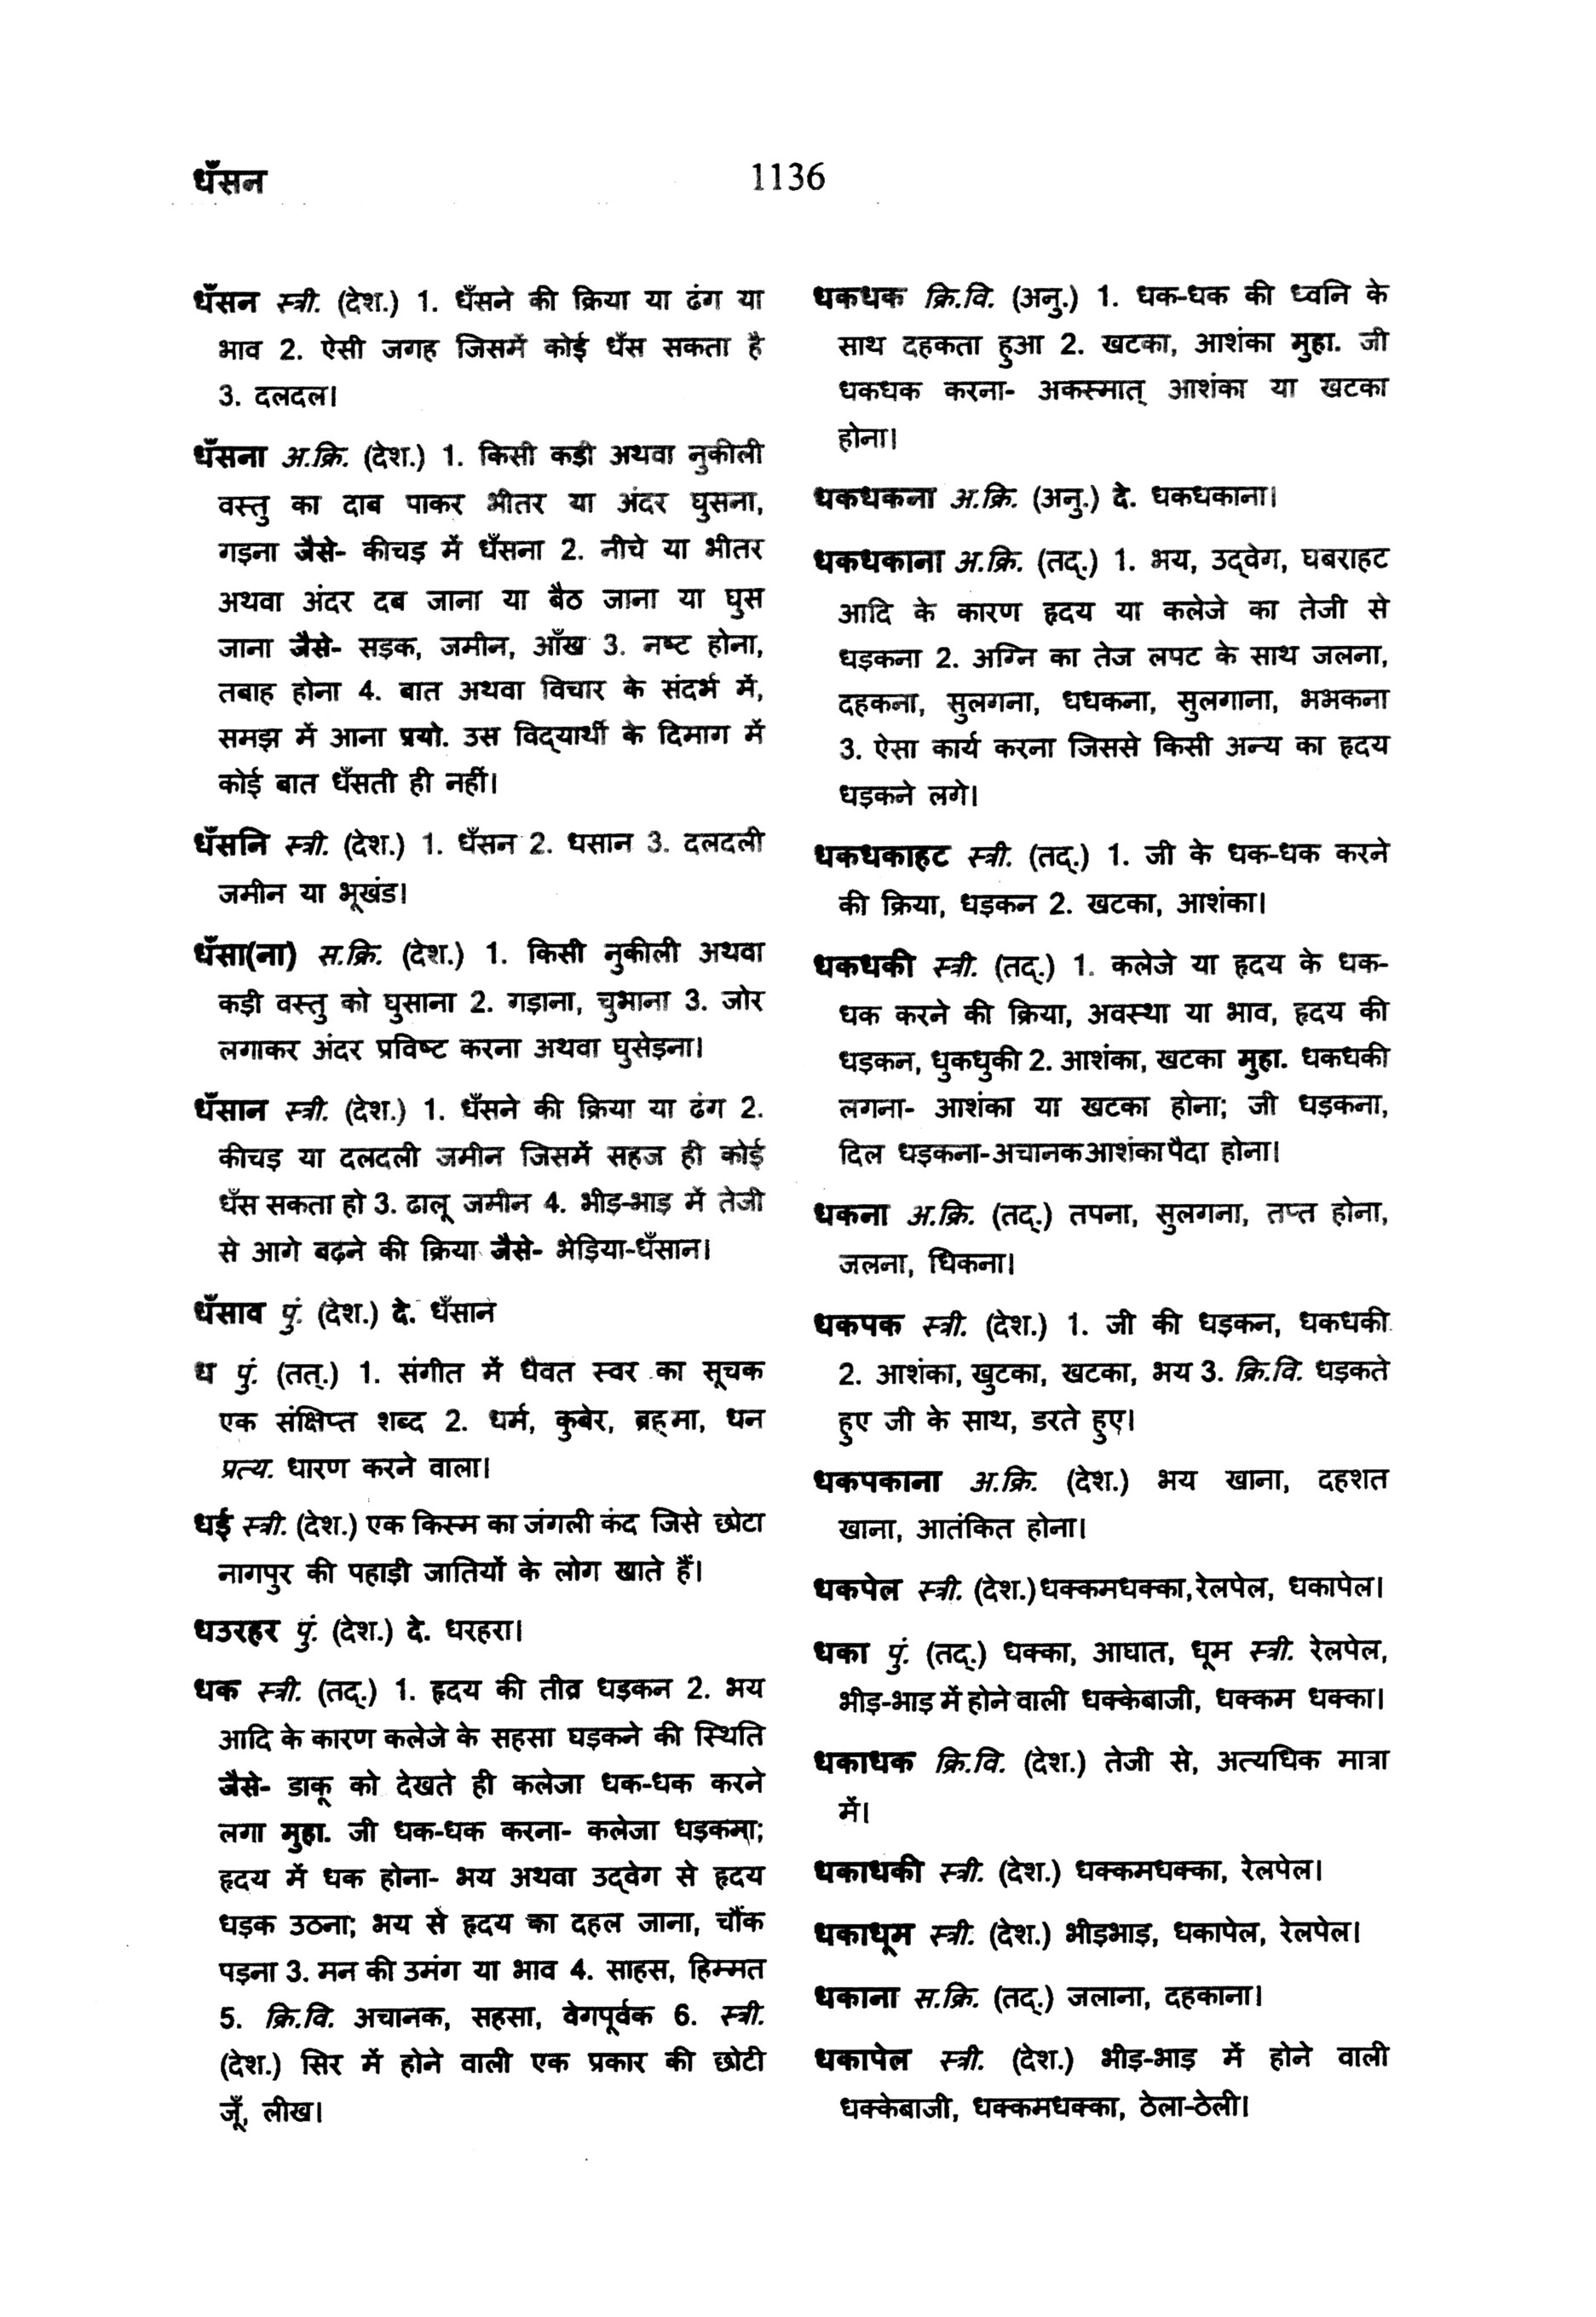 धँसन
1136
धँसन स्त्री. (देश.) 1. धँसने की क्रिया या ढंग या
भाव 2. ऐसी जगह जिसमें कोई धँस सकता है
3. दलदल।
धँसना अ.क्रि. (देश.) 1. किसी कड़ी अथवा नुकीली
वस्तु का दाब पाकर भीतर या अंदर घुसना,
गड़ना जैसे- कीचड़ में धँसना 2. नीचे या भीतर
अथवा अंदर दब जाना या बैठ जाना या घुस
जाना जैसे- सड़क, जमीन, आँख 3. नष्ट होना,
तबाह होना 4. बात अथवा विचार के संदर्भ में,
समझ में आना प्रयो. उस विद्‌यार्थी के दिमाग में
कोई बात धँसती ही नहीं।
धँसनि स्त्री. (देश.) 1. धँसन 2. धसान 3. दलदली
जमीन या भूखंड।
धँसा(ना) स.क्रि. (देश.) 1. किसी नुकीली अथवा
कड़ी वस्तु को घुसाना 2. गड़ाना, चुभाना 3. जोर
लगाकर अंदर प्रविष्ट करना अथवा घुसेड़ना।
धँसान स्त्री. (देश.) 1. धँसने की क्रिया या ढंग 2.
कीचड़ या दलदली जमीन जिसमें सहज ही कोई
धँस सकता हो 3. ढालू जमीन 4. भीड़-भाड़ में तेजी
से आगे बढ़ने की क्रिया जैसे- भेड़िया-धँसान।
धँसाव पुं. (देश.) दे. धँसान
ध पुं. (तत्.) 1. संगीत में धैवत स्वर का सूचक
एक संक्षिप्त शब्द 2. धर्म, कुबेर, ब्रह्‌मा, धन
प्रत्य. धारण करने वाला।
धई स्त्री. (देश.) एक किस्म का जंगली कंद जिसे छोटा
नागपुर की पहाड़ी जातियों के लोग खाते हैं।
धउरहर पुं. (देश.) दे. धरहरा।
धक स्त्री. (तद्.) 1. हृदय की तीव्र धड़कन 2. भय
आदि के कारण कलेजे के सहसा घड़कने की स्थिति
जैसे- डाकू को देखते ही कलेजा धक-धक करने
लगा मुहा. जी धक-धक करना- कलेजा धड़कना;
हृदय में धक होना- भय अथवा उद्‌वेग से हृदय
धड़क उठना; भय से हृदय का दहल जाना, चौंक
पड़ना 3. मन की उमंग या भाव 4. साहस, हिम्मत
5. क्रि.वि. अचानक, सहसा, वेगपूर्वक 6. स्त्री.
(देश.) सिर में होने वाली एक प्रकार की छोटी
जूँ, लीख।
धकधक क्रि.वि. (अनु.) 1. धक-धक की ध्वनि के
साथ दहकता हुआ 2. खटका, आशंका मुहा. जी
धकधक करना- अकस्मात् आशंका या खटका
होना।
धकधकना अ.क्रि. (अनु.) दे. धकधकाना।
धकधकाना अ.क्रि. (तद्.) 1. भय, उद्‌वेग, घबराहट
आदि के कारण हृदय या कलेजे का तेजी से
धड़कना 2. अग्नि का तेज लपट के साथ जलना,
दहकना, सुलगना, धधकना, सुलगाना, भभकना
3. ऐसा कार्य करना जिससे किसी अन्य का हृदय
धड़कने लगे।
धकधकाहट स्त्री. (तद्.) 1. जी के धक-धक करने
की क्रिया, धड़कन 2. खटका, आशंका।
धकधकी स्त्री. (तद्.) 1. कलेजे या हृदय के धक-
धक करने की क्रिया, अवस्था या भाव, हृदय की
धड़कन, धुकधुकी 2. आशंका, खटका मुहा. धकधकी
लगना- आशंका या खटका होना; जी धड़कना,
दिल धड़कना-अचानक आशंका पैदा होना।
धकना अ.क्रि. (तद्.) तपना, सुलगना, तप्त होना,
जलना, धिकना।
धकपक स्त्री. (देश.) 1. जी की धड़कन, धकधकी
2. आशंका, खुटका, खटका, भय 3. क्रि.वि. धड़कते
हुए जी के साथ, डरते हुए।
धकपकाना अ.क्रि. (देश.) भय खाना, दहशत
खाना, आतंकित होना।
धकपेल स्त्री. (देश.) धक्कमधक्का, रेलपेल, धकापेल।
धका पुं. (तद्.) धक्का, आघात, धूम स्त्री. रेलपेल,
भीड़-भाड़ में होने वाली धक्केबाजी, धक्कम धक्का।
धकाधक क्रि.वि. (देश.) तेजी से, अत्यधिक मात्रा
में।
धकाधकी स्त्री. (देश.) धक्कमधक्का, रेलपेल।
धकाधूम स्त्री. (देश.) भीड़भाड़, धकापेल, रेलपेल।
धकाना स.क्रि. (तद्.) जलाना, दहकाना।
धकापेल स्त्री. (देश.) भीड़-भाड़ में होने वाली
धक्केबाजी, धक्कमधक्का, ठेला-ठेली।